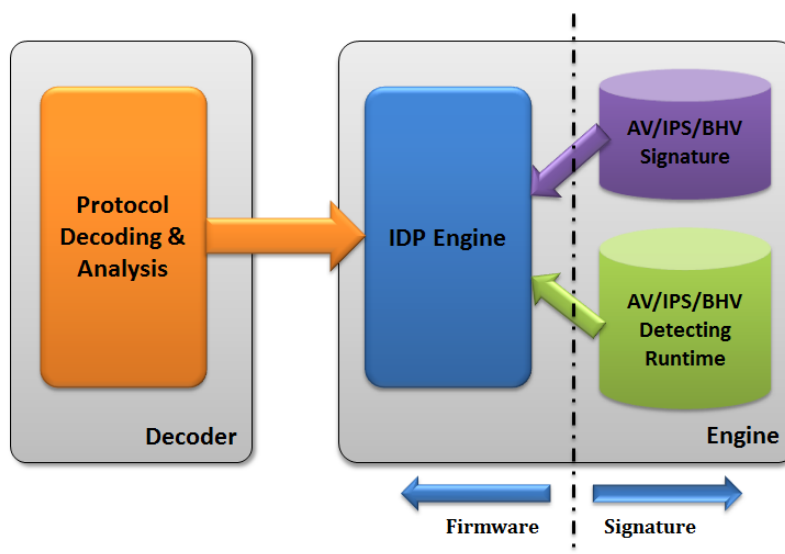 Protocol
Decoding &
Analysis
Decoder
IDP Engine
AV/IPS/BHV
Signature
AV/IPS/BHV
Detecting
Runtime
Engine
Firmware
Signature